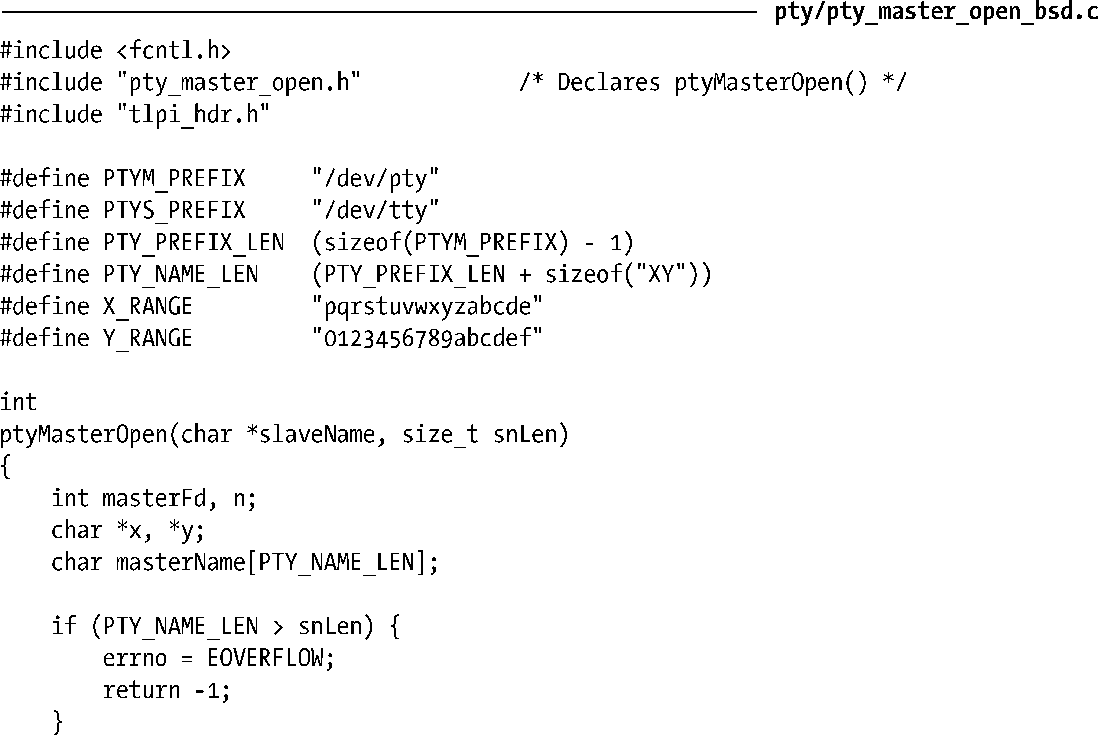 pty/pty_master_open_bsd.c
#include <fcntl.h>
#include "pty_master_open.h"            /* Declares ptyMasterOpen() */
#include "tlpi_hdr.h"

#define PTYM_PREFIX     "/dev/pty"
#define PTYS_PREFIX     "/dev/tty"
#define PTY_PREFIX_LEN  (sizeof(PTYM_PREFIX) - 1)
#define PTY_NAME_LEN    (PTY_PREFIX_LEN + sizeof("XY"))
#define X_RANGE         "pqrstuvwxyzabcde"
#define Y_RANGE         "0123456789abcdef"

int
ptyMasterOpen(char *slaveName, size_t snLen)
{
    int masterFd, n;
    char *x, *y;
    char masterName[PTY_NAME_LEN];

    if (PTY_NAME_LEN > snLen) {
        errno = EOVERFLOW;
        return -1;
    }